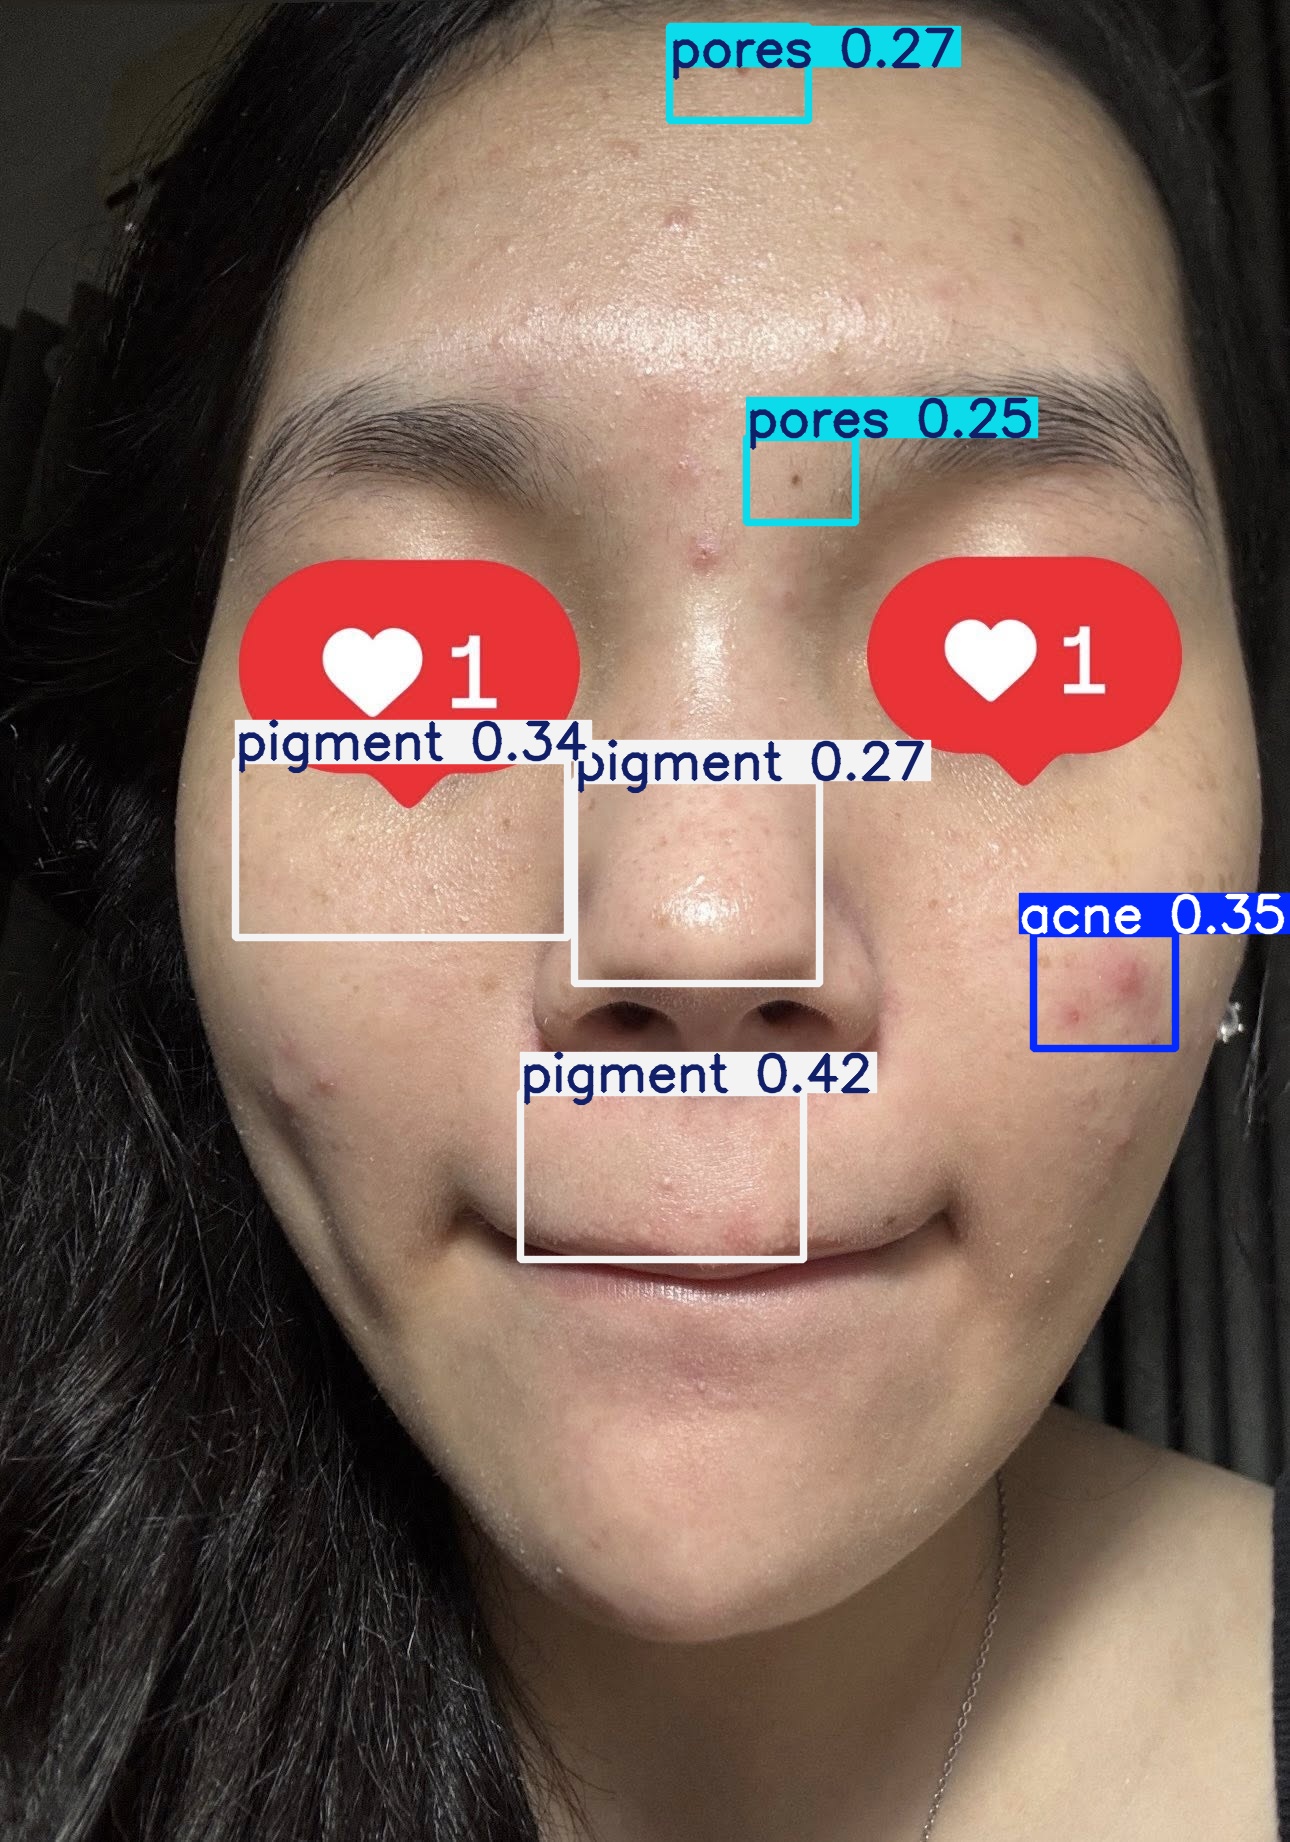 pores 0.27
pores 0.25
1
1
pigment 0.34
pigment 0.27
acne 0.35
pigment 0.42